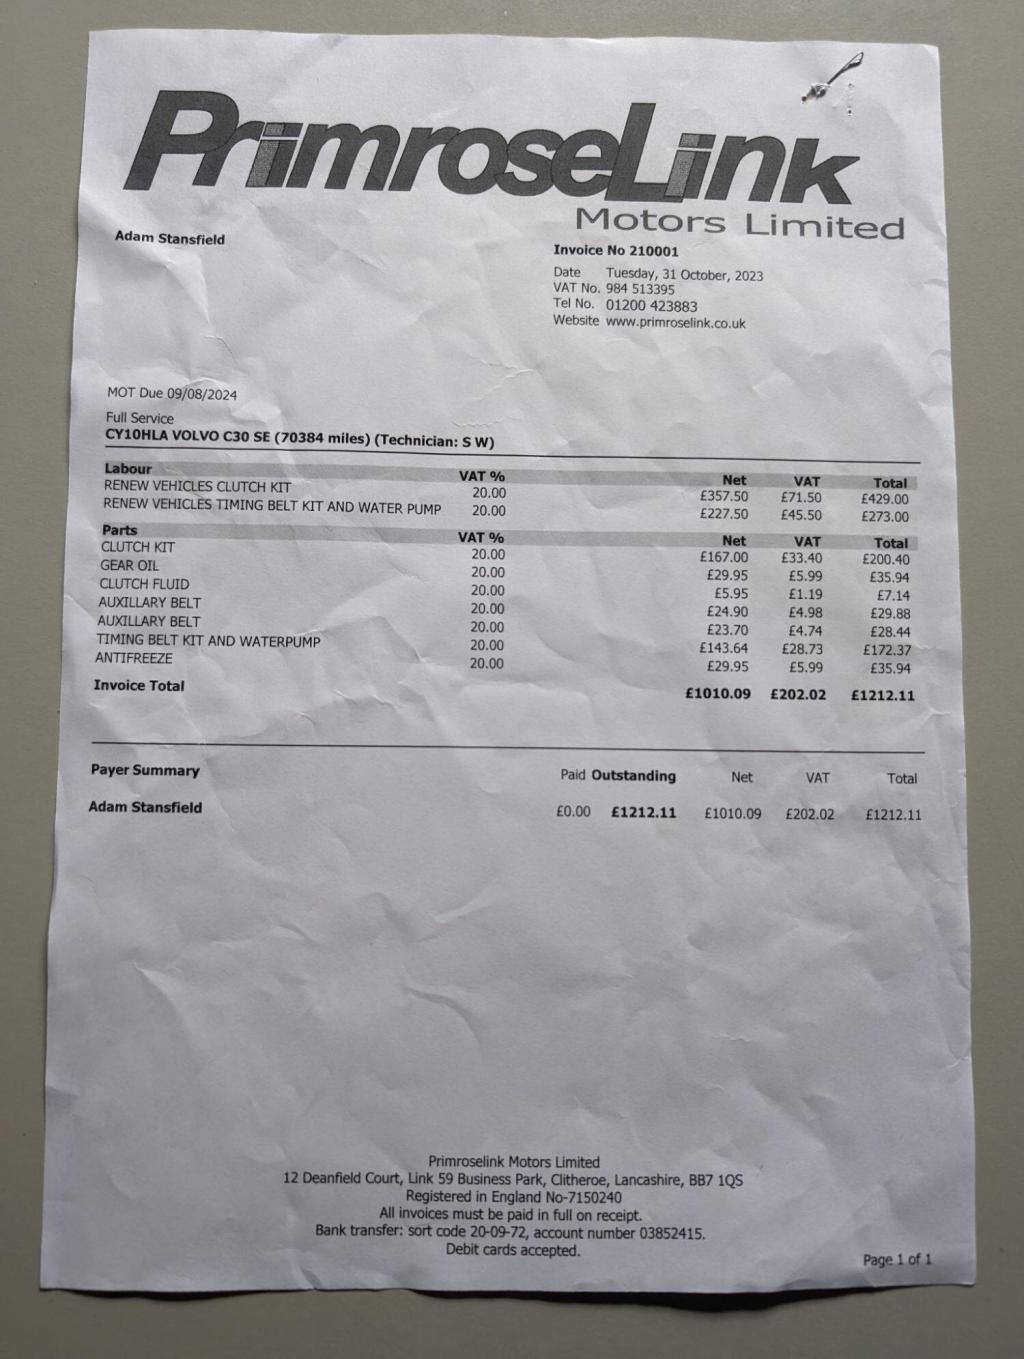 PrimroseLink
Motors Limited
Adam Stansfield
Invoice No 210001
Date Tuesday, 31 October, 2023
VAT No. 984 513395
Tel No. 01200 423883
Website www.primroselink.co.uk
MOT Due 09/08/2024
Full Service
CY10HLA VOLVO C30 SE (70384 miles) (Technician: S W)
Labour VAT % Net VAT Total
RENEW VEHICLES CLUTCH KIT 20.00 £357.50 £71.50 £429.00
RENEW VEHICLES TIMING BELT KIT AND WATER PUMP 20.00 £227.50 £45.50 £273.00
Parts VAT % Net VAT Total
CLUTCH KIT 20.00 £167.00 £33.40 £200.40
GEAR OIL 20.00 £29.95 £5.99 £35.94
CLUTCH FLUID 20.00 £5.95 £1.19 £7.14
AUXILLARY BELT 20.00 £24.90 £4.98 £29.88
AUXILLARY BELT 20.00 £23.70 £4.74 £28.44
TIMING BELT KIT AND WATERPUMP 20.00 £143.64 £28.73 £172.37
ANTIFREEZE 20.00 £29.95 £5.99 £35.94
Invoice Total £1010.09 £202.02 £1212.11
Payer Summary Paid Outstanding Net VAT Total
Adam Stansfield £0.00 £1212.11 £1010.09 £202.02 £1212.11
Primroselink Motors Limited
12 Deanfield Court, Link 59 Business Park, Clitheroe, Lancashire, BB7 1QS
Registered in England No-7150240
All invoices must be paid in full on receipt.
Bank transfer: sort code 20-09-72, account number 03852415.
Debit cards accepted.
Page 1 of 1